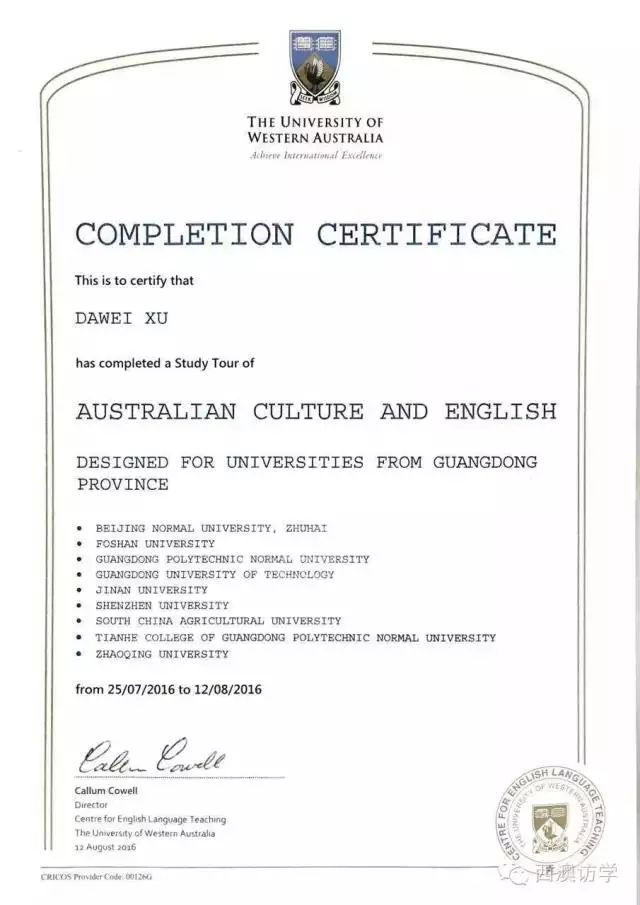 SEEK WISDOM
THE UNIVERSITY OF
WESTERN AUSTRALIA
Achieve International Excellence
COMPLETION CERTIFICATE
This is to certify that
DAWEI XU
has completed a Study Tour of
AUSTRALIAN CULTURE AND ENGLISH
DESIGNED FOR UNIVERSITIES FROM GUANGDONG
PROVINCE
• BEIJING NORMAL UNIVERSITY, ZHUHAI
• FOSHAN UNIVERSITY
• GUANGDONG POLYTECHNIC NORMAL UNIVERSITY
• GUANGDONG UNIVERSITY OF TECHNOLOGY
• JINAN UNIVERSITY
• SHENZHEN UNIVERSITY
• SOUTH CHINA AGRICULTURAL UNIVERSITY
• TIANHE COLLEGE OF GUANGDONG POLYTECHNIC NORMAL UNIVERSITY
• ZHAOQING UNIVERSITY
from 25/07/2016 to 12/08/2016
Callum Cowell
Callum Cowell
Director
Centre for English Language Teaching
The University of Western Australia
12 August 2016
CENTRE FOR ENGLISH LANGUAGE TEACHING
THE UNIVERSITY OF WESTERN AUSTRALIA
CRICOS Provider Code: 00126G
西澳访学